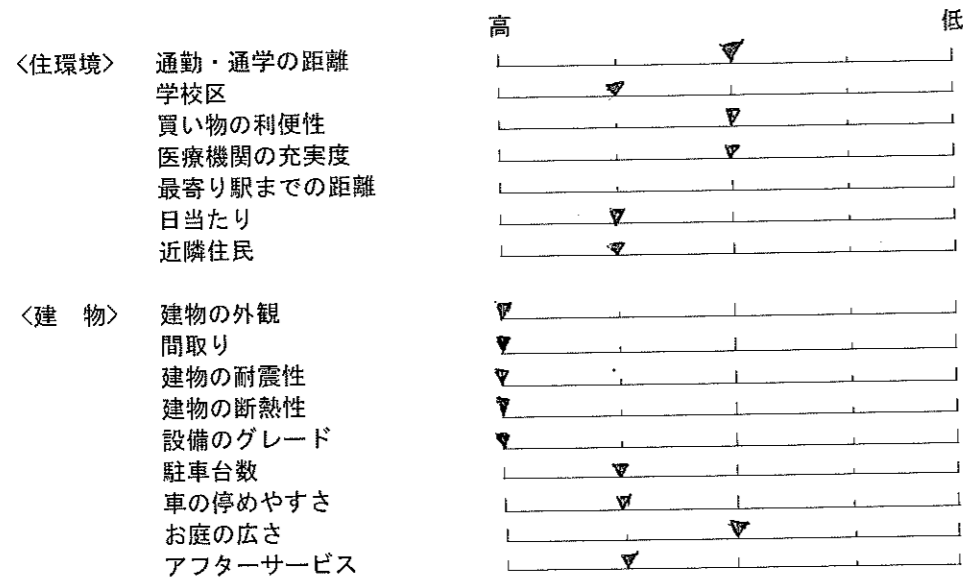 高 低
〈住環境〉 通勤・通学の距離
学校区
買い物の利便性
医療機関の充実度
最寄り駅までの距離
日当たり
近隣住民
〈建　物〉 建物の外観
間取り
建物の耐震性
建物の断熱性
設備のグレード
駐車台数
車の停めやすさ
お庭の広さ
アフターサービス